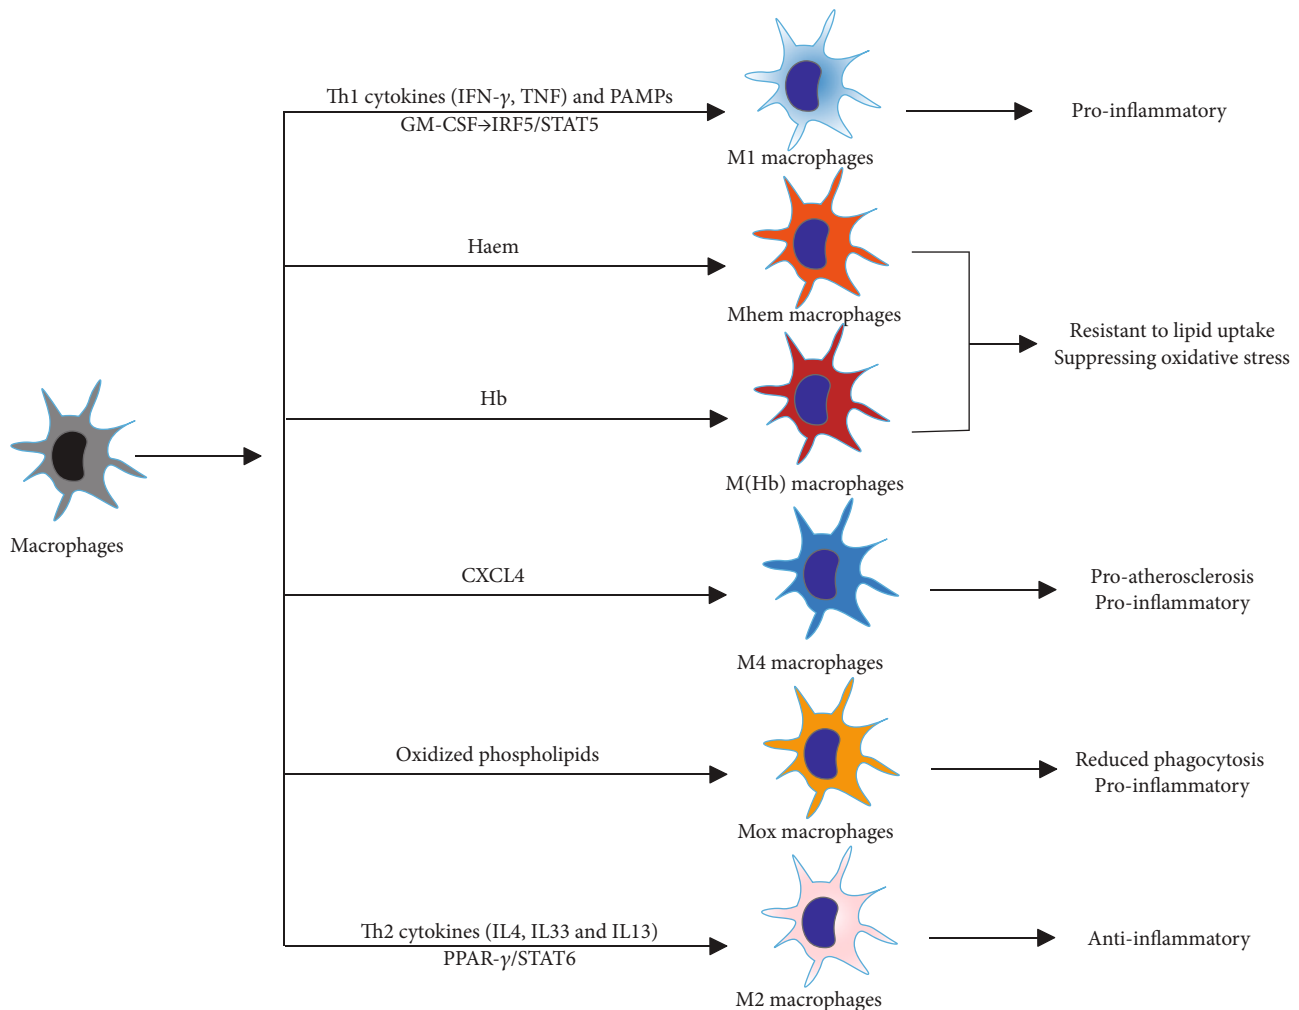 Th1 cytokines (IFN-γ, TNF) and PAMPs
GM-CSF→IRF5/STAT5
M1 macrophages
Pro-inflammatory
Haem
Mhem macrophages
Resistant to lipid uptake
Suppressing oxidative stress
Hb
M(Hb) macrophages
Macrophages
CXCL4
M4 macrophages
Pro-atherosclerosis
Pro-inflammatory
Oxidized phospholipids
Mox macrophages
Reduced phagocytosis
Pro-inflammatory
Th2 cytokines (IL4, IL33 and IL13)
PPAR-γ/STAT6
M2 macrophages
Anti-inflammatory